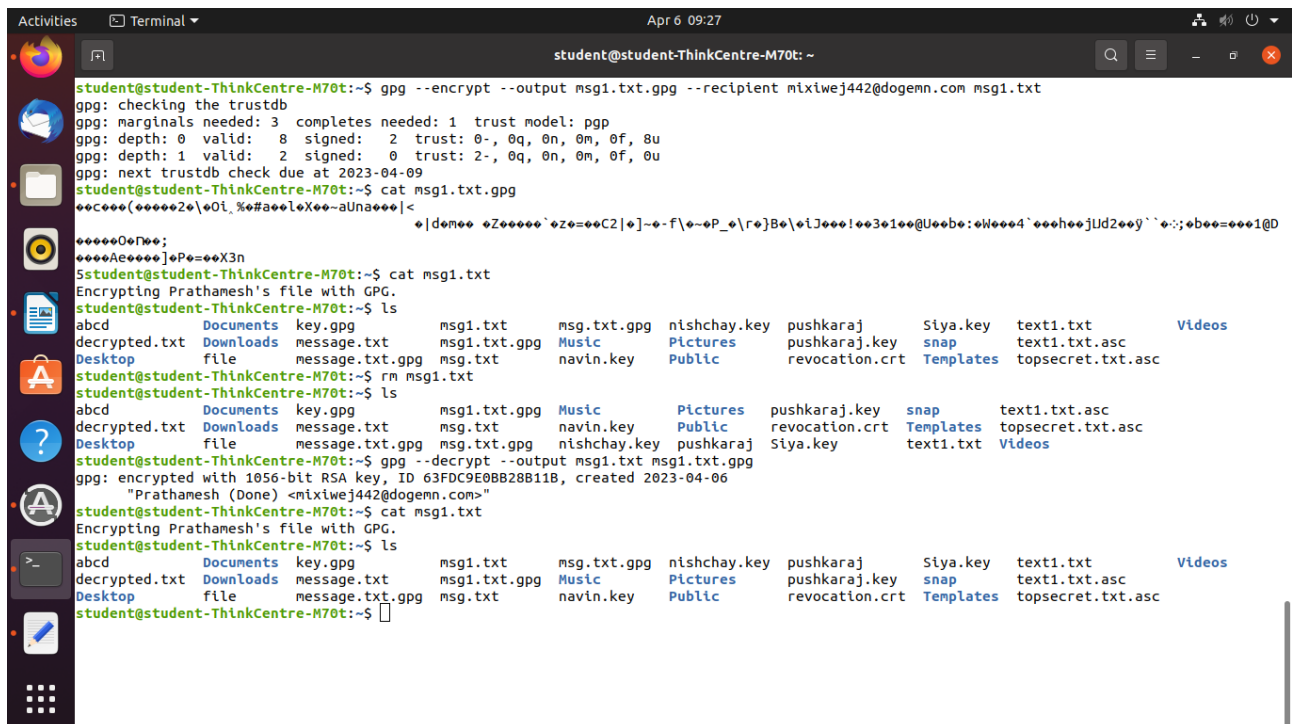 Activities Terminal Apr 6 09:27
student@student-ThinkCentre-M70t: ~
student@student-ThinkCentre-M70t:~$ gpg --encrypt --output msg1.txt.gpg --recipient mixiwej442@dogemn.com msg1.txt
gpg: checking the trustdb
gpg: marginals needed: 3  completes needed: 1  trust model: pgp
gpg: depth: 0  valid:   8  signed:   2  trust: 0-, 0q, 0n, 0m, 0f, 8u
gpg: depth: 1  valid:   2  signed:   0  trust: 2-, 0q, 0n, 0m, 0f, 0u
gpg: next trustdb check due at 2023-04-09
student@student-ThinkCentre-M70t:~$ cat msg1.txt.gpg
5student@student-ThinkCentre-M70t:~$ cat msg1.txt
Encrypting Prathamesh's file with GPG.
student@student-ThinkCentre-M70t:~$ ls
abcd Documents key.gpg msg1.txt msg.txt.gpg nishchay.key pushkaraj Siya.key text1.txt Videos
decrypted.txt Downloads message.txt msg1.txt.gpg Music Pictures pushkaraj.key snap text1.txt.asc
Desktop file message.txt.gpg msg.txt navin.key Public revocation.crt Templates topsecret.txt.asc
student@student-ThinkCentre-M70t:~$ rm msg1.txt
student@student-ThinkCentre-M70t:~$ ls
abcd Documents key.gpg msg1.txt.gpg Music Pictures pushkaraj.key snap text1.txt.asc
decrypted.txt Downloads message.txt msg.txt navin.key Public revocation.crt Templates topsecret.txt.asc
Desktop file message.txt.gpg msg.txt.gpg nishchay.key pushkaraj Siya.key text1.txt Videos
student@student-ThinkCentre-M70t:~$ gpg --decrypt --output msg1.txt msg1.txt.gpg
gpg: encrypted with 1056-bit RSA key, ID 63FDC9E0BB28B11B, created 2023-04-06
"Prathamesh (Done) <mixiwej442@dogemn.com>"
student@student-ThinkCentre-M70t:~$ cat msg1.txt
Encrypting Prathamesh's file with GPG.
student@student-ThinkCentre-M70t:~$ ls
abcd Documents key.gpg msg1.txt msg.txt.gpg nishchay.key pushkaraj Siya.key text1.txt Videos
decrypted.txt Downloads message.txt msg1.txt.gpg Music Pictures pushkaraj.key snap text1.txt.asc
Desktop file message.txt.gpg msg.txt navin.key Public revocation.crt Templates topsecret.txt.asc
student@student-ThinkCentre-M70t:~$